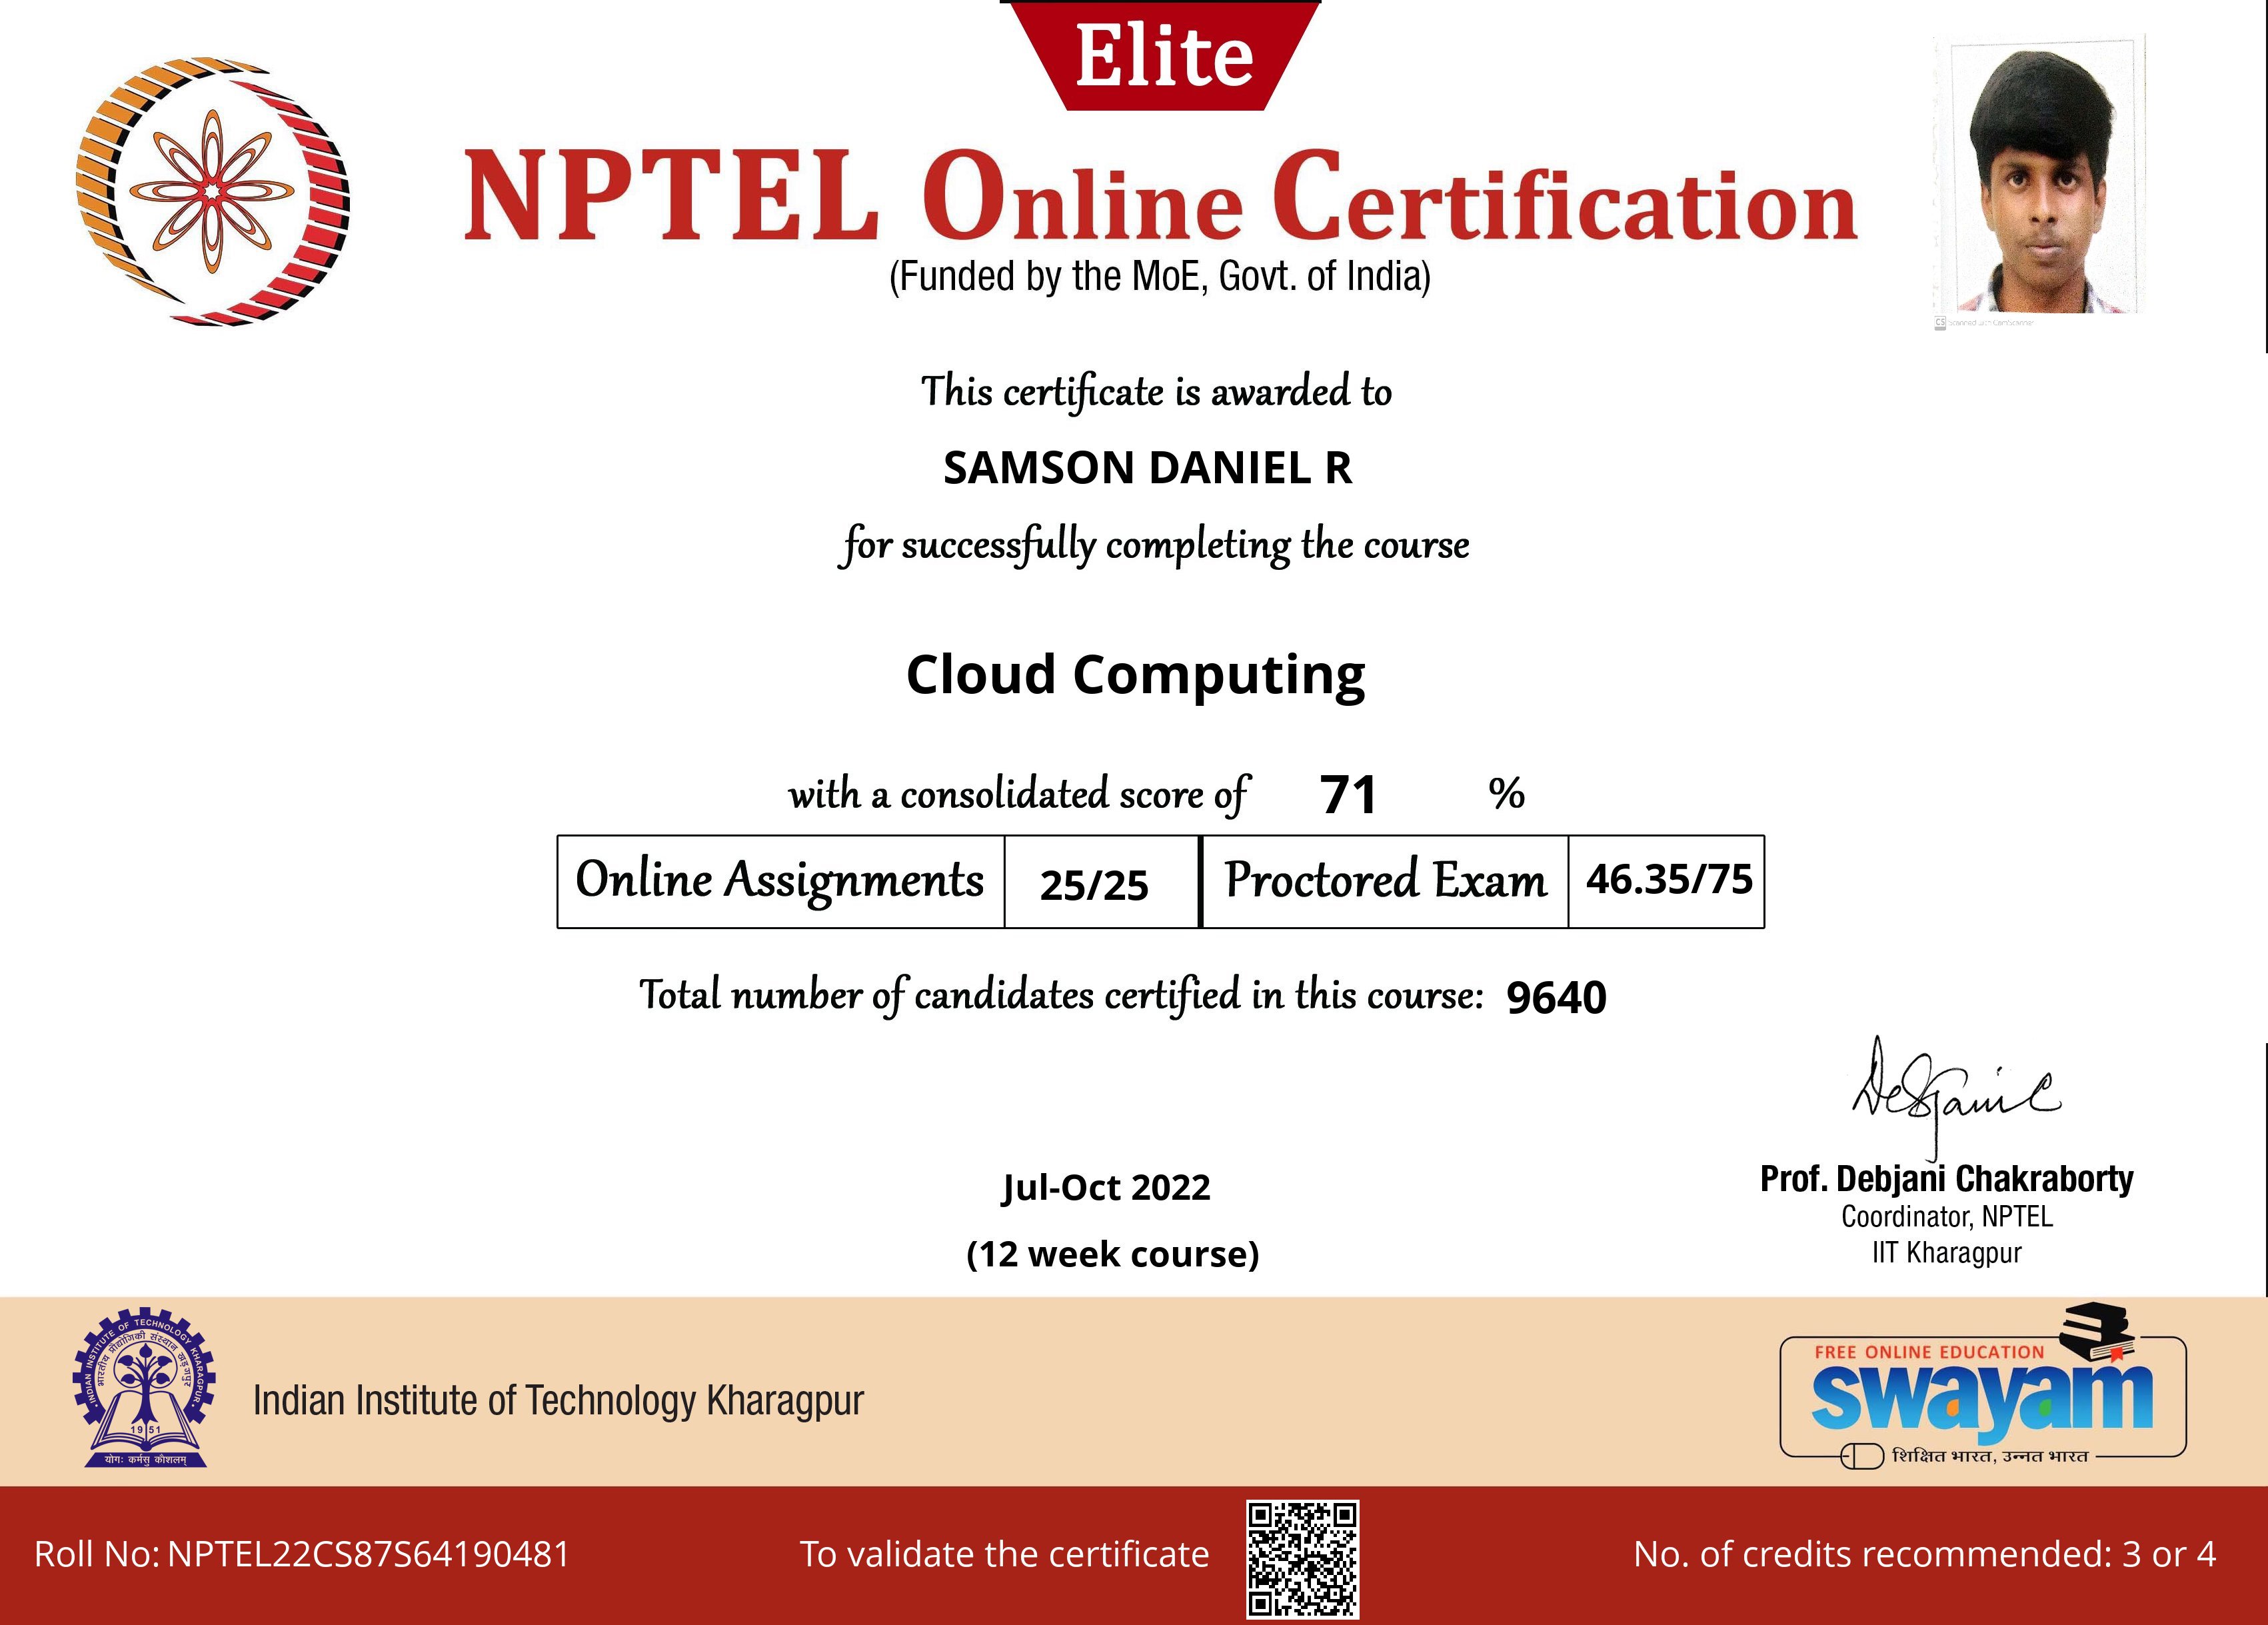 Elite
NPTEL Online Certification
(Funded by the MoE, Govt. of India)
CS Scanned with CamScanner
This certificate is awarded to
SAMSON DANIEL R
for successfully completing the course
Cloud Computing
with a consolidated score of 71 %
Online Assignments 25/25 Proctored Exam 46.35/75
Total number of candidates certified in this course: 9640
Debjani C
Prof. Debjani Chakraborty
Coordinator, NPTEL
IIT Kharagpur
Jul-Oct 2022
(12 week course)
INDIAN INSTITUTE OF TECHNOLOGY KHARAGPUR
भारतीय प्रौद्योगिकी संस्थान खड़गपुर
1951
योगः कर्मसु कौशलम्
Indian Institute of Technology Kharagpur
FREE ONLINE EDUCATION
swayam
शिक्षित भारत, उन्नत भारत
Roll No: NPTEL22CS87S64190481
To validate the certificate
No. of credits recommended: 3 or 4